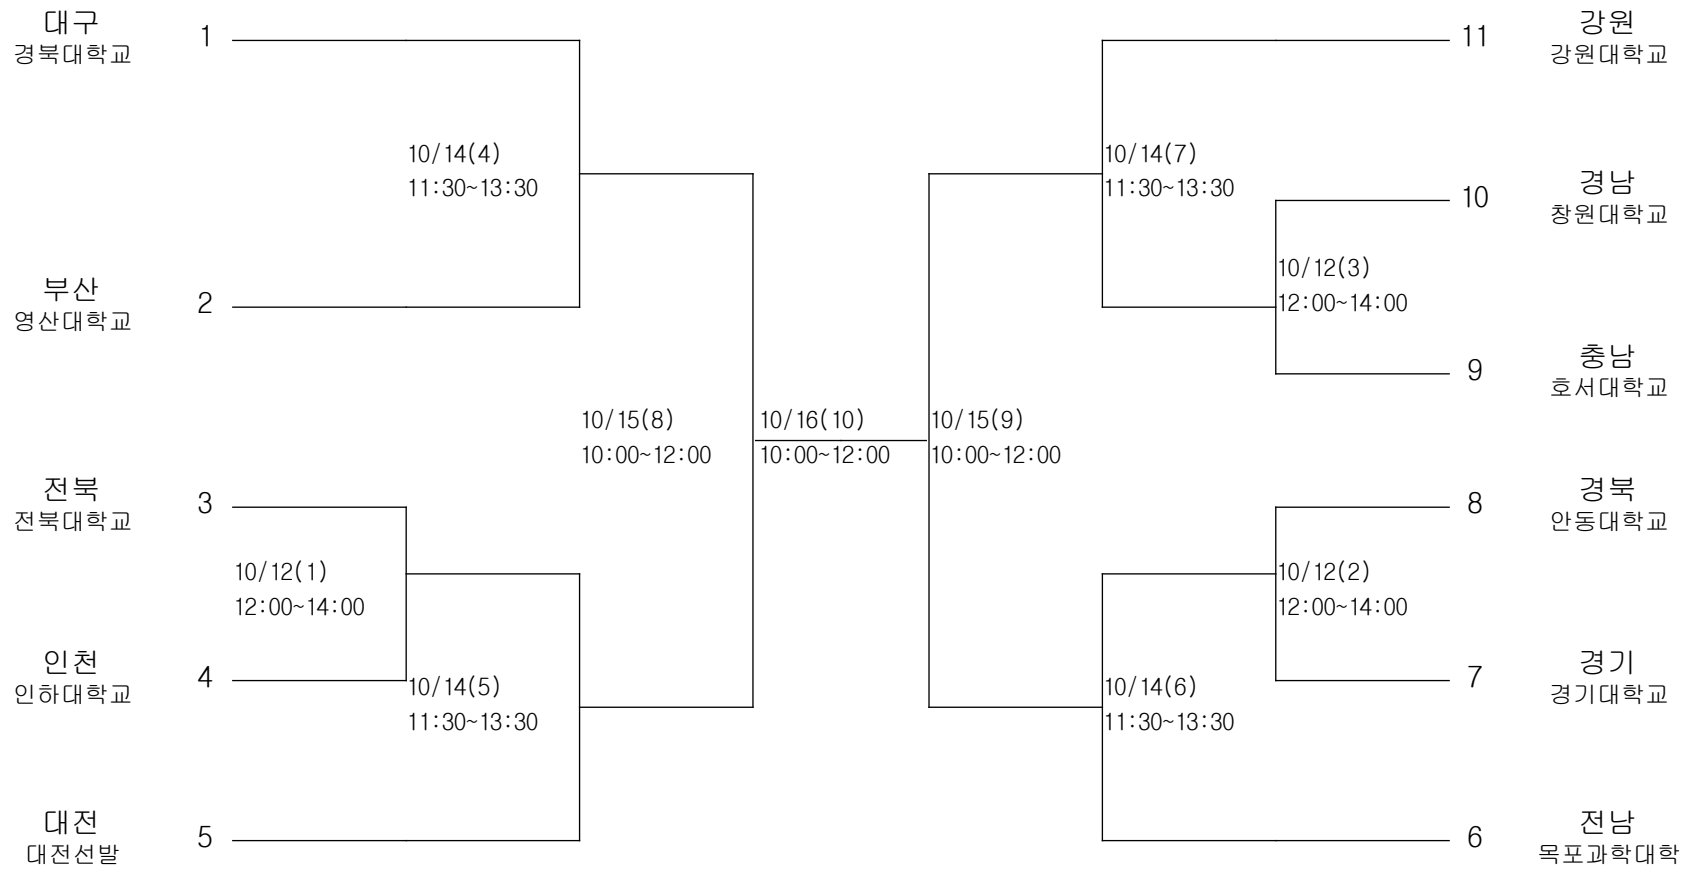 대구
경북대학교
1
10/14(4)
11:30~13:30
부산
영산대학교
2
전북
전북대학교
3
10/12(1)
12:00~14:00
인천
인하대학교
4
10/14(5)
11:30~13:30
대전
대전선발
5
10/15(8)
10:00~12:00
10/16(10)
10:00~12:00
10/15(9)
10:00~12:00
11
강원
강원대학교
10/14(7)
11:30~13:30
10
경남
창원대학교
10/12(3)
12:00~14:00
9
충남
호서대학교
8
경북
안동대학교
10/12(2)
12:00~14:00
7
경기
경기대학교
10/14(6)
11:30~13:30
6
전남
목포과학대학